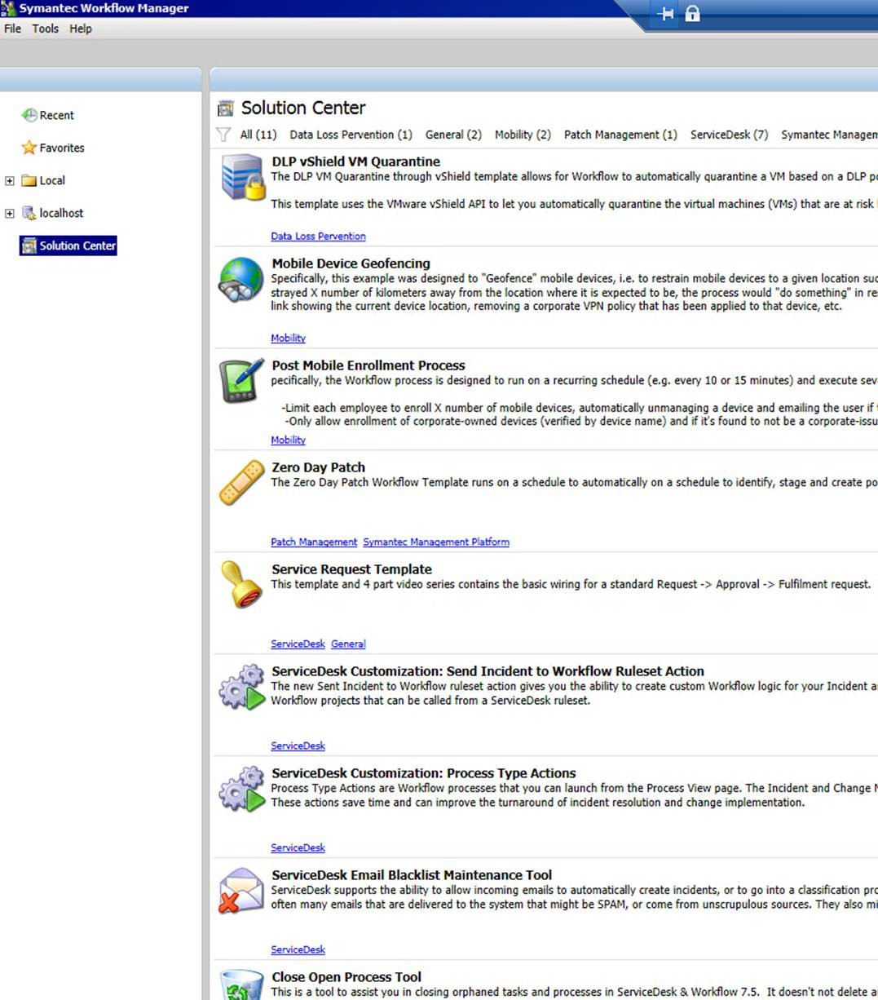 Symantec Workflow Manager
File Tools Help
Recent
Favorites
Local
localhost
Solution Center
Solution Center
All (11) Data Loss Pervention (1) General (2) Mobility (2) Patch Management (1) ServiceDesk (7) Symantec Managem
DLP vShield VM Quarantine
The DLP VM Quarantine through vShield template allows for Workflow to automatically quarantine a VM based on a DLP po
This template uses the VMware vShield API to let you automatically quarantine the virtual machines (VMs) that are at risk
Data Loss Pervention
Mobile Device Geofencing
Specifically, this example was designed to "Geofence" mobile devices, i.e. to restrain mobile devices to a given location suc
strayed X number of kilometers away from the location where it is expected to be, the process would "do something" in re
link showing the current device location, removing a corporate VPN policy that has been applied to that device, etc.
Mobility
Post Mobile Enrollment Process
pecifically, the Workflow process is designed to run on a recurring schedule (e.g. every 10 or 15 minutes) and execute sev
-Limit each employee to enroll X number of mobile devices, automatically unmanaging a device and emailing the user if t
-Only allow enrollment of corporate-owned devices (verified by device name) and if it's found to not be a corporate-issu
Mobility
Zero Day Patch
The Zero Day Patch Workflow Template runs on a schedule to automatically on a schedule to identify, stage and create po
Patch Management Symantec Management Platform
Service Request Template
This template and 4 part video series contains the basic wiring for a standard Request -> Approval -> Fulfilment request.
ServiceDesk General
ServiceDesk Customization: Send Incident to Workflow Ruleset Action
The new Sent Incident to Workflow ruleset action gives you the ability to create custom Workflow logic for your Incident a
Workflow projects that can be called from a ServiceDesk ruleset.
ServiceDesk
ServiceDesk Customization: Process Type Actions
Process Type Actions are Workflow processes that you can launch from the Process View page. The Incident and Change M
These actions save time and can improve the turnaround of incident resolution and change implementation.
ServiceDesk
ServiceDesk Email Blacklist Maintenance Tool
ServiceDesk supports the ability to allow incoming emails to automatically create incidents, or to go into a classification pro
often many emails that are delivered to the system that might be SPAM, or come from unscrupulous sources. They also mi
ServiceDesk
Close Open Process Tool
This is a tool to assist you in closing orphaned tasks and processes in ServiceDesk & Workflow 7.5. It doesn't not delete a